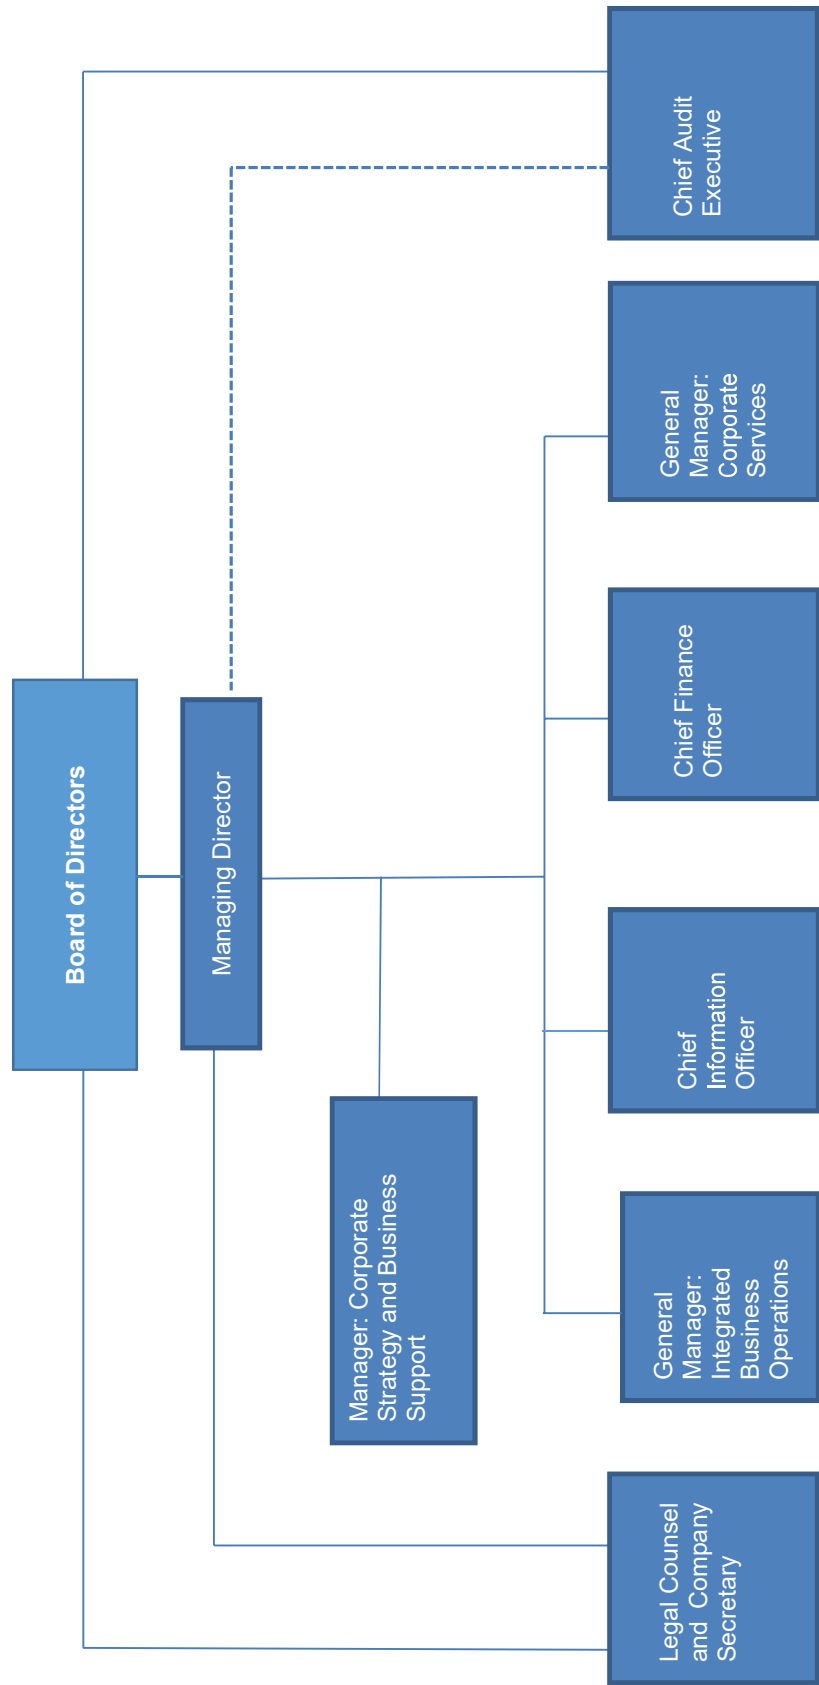 Board of Directors
Managing Director
Manager: Corporate
Strategy and Business
Support
Legal Counsel
and Company
Secretary
General
Manager:
Integrated
Business
Operations
Chief
Information
Officer
Chief Finance
Officer
General
Manager:
Corporate
Services
Chief Audit
Executive